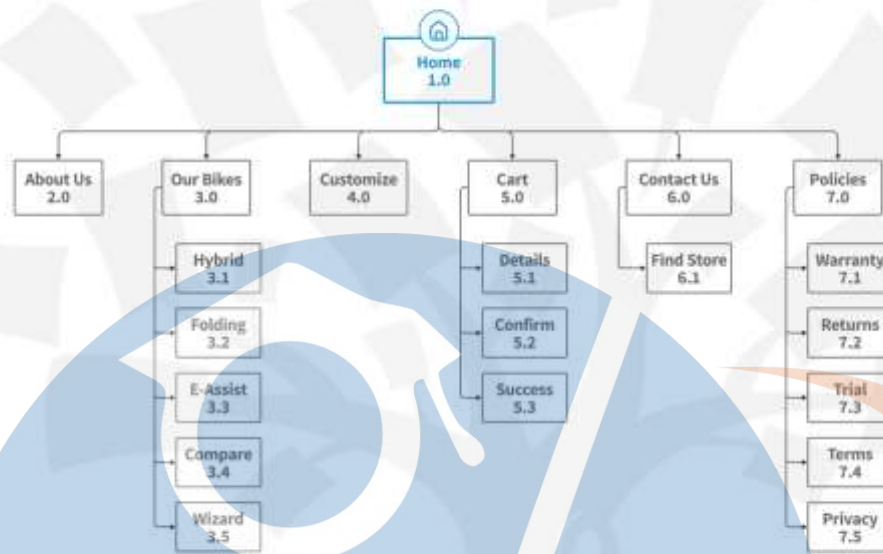 Home
1.0
About Us
2.0
Our Bikes
3.0
Customize
4.0
Cart
5.0
Contact Us
6.0
Policies
7.0
Hybrid
3.1
Folding
3.2
E-Assist
3.3
Compare
3.4
Wizard
3.5
Details
5.1
Confirm
5.2
Success
5.3
Find Store
6.1
Warranty
7.1
Returns
7.2
Trial
7.3
Terms
7.4
Privacy
7.5